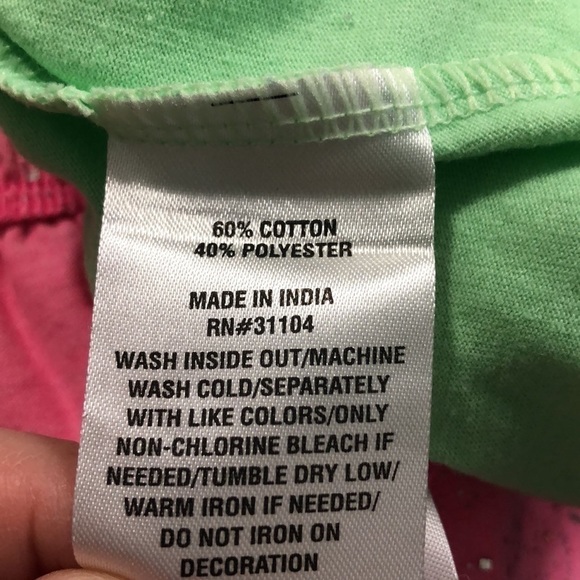 60% COTTON
40% POLYESTER
MADE IN INDIA
RN#31104
WASH INSIDE OUT/MACHINE
WASH COLD/SEPARATELY
WITH LIKE COLORS/ONLY
NON-CHLORINE BLEACH IF
NEEDED/TUMBLE DRY LOW/
WARM IRON IF NEEDED/
DO NOT IRON ON
DECORATION